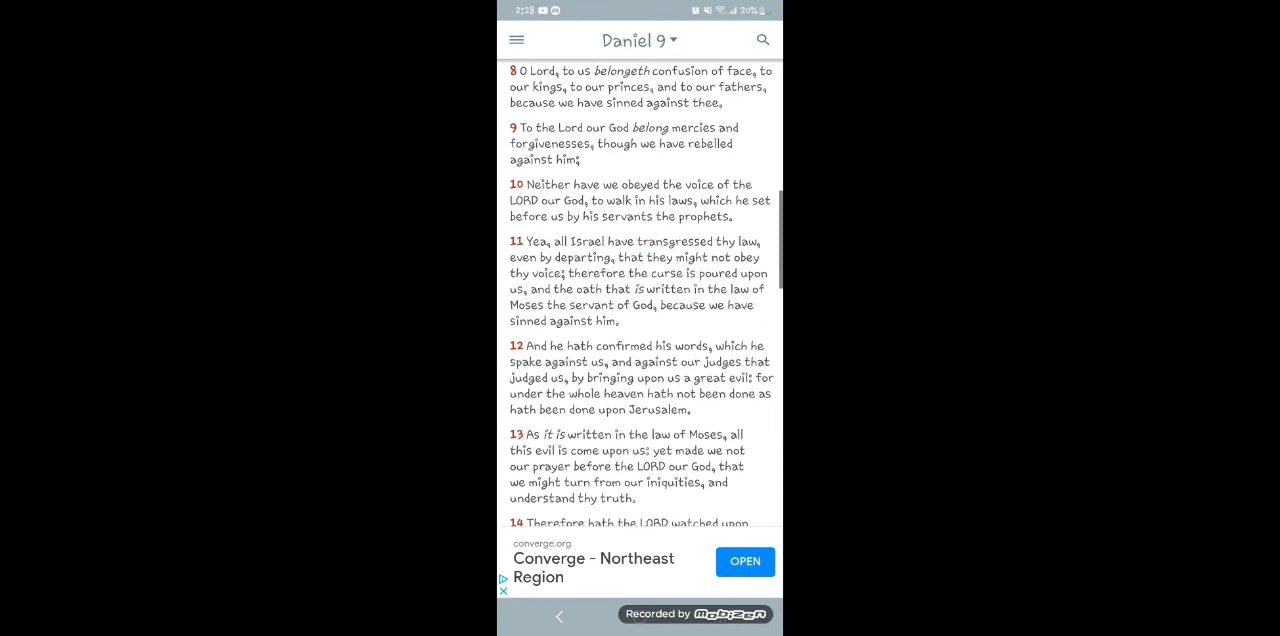 2:28 20%
Daniel 9
8 O Lord, to us belongeth confusion of face, to
our kings, to our princes, and to our fathers,
because we have sinned against thee.
9 To the Lord our God belong mercies and
forgivenesses, though we have rebelled
against him;
10 Neither have we obeyed the voice of the
LORD our God, to walk in his laws, which he set
before us by his servants the prophets.
11 Yea, all Israel have transgressed thy law,
even by departing, that they might not obey
thy voice; therefore the curse is poured upon
us, and the oath that is written in the law of
Moses the servant of God, because we have
sinned against him.
12 And he hath confirmed his words, which he
spake against us, and against our judges that
judged us, by bringing upon us a great evil: for
under the whole heaven hath not been done as
hath been done upon Jerusalem.
13 As it is written in the law of Moses, all
this evil is come upon us: yet made we not
our prayer before the LORD our God, that
we might turn from our iniquities, and
understand thy truth.
14 Therefore hath the LORD watched upon
converge.org
Converge - Northeast
Region
OPEN
Recorded by mobizen